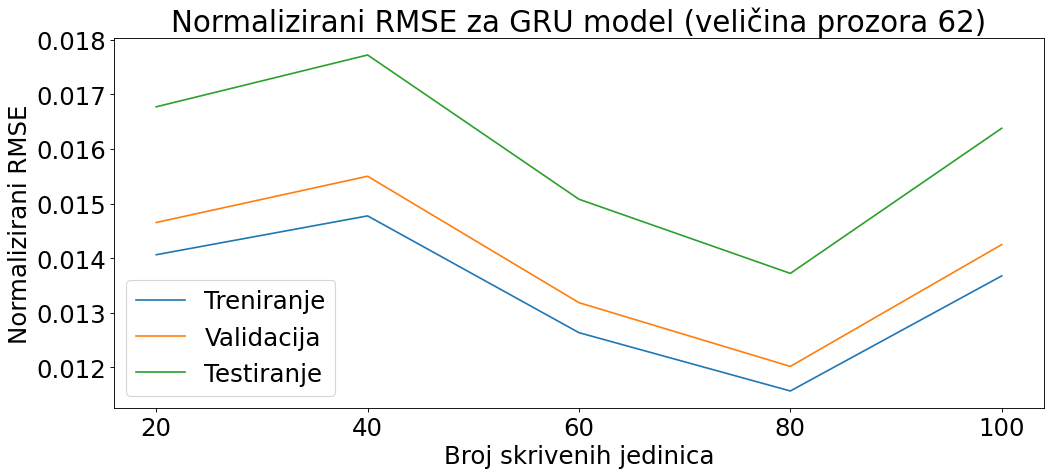 Normalizirani RMSE za GRU model (veličina prozora 62)
Normalizirani RMSE
0.018
0.017
0.016
0.015
0.014
0.013
0.012
Treniranje
Validacija
Testiranje
20 40 60 80 100
Broj skrivenih jedinica